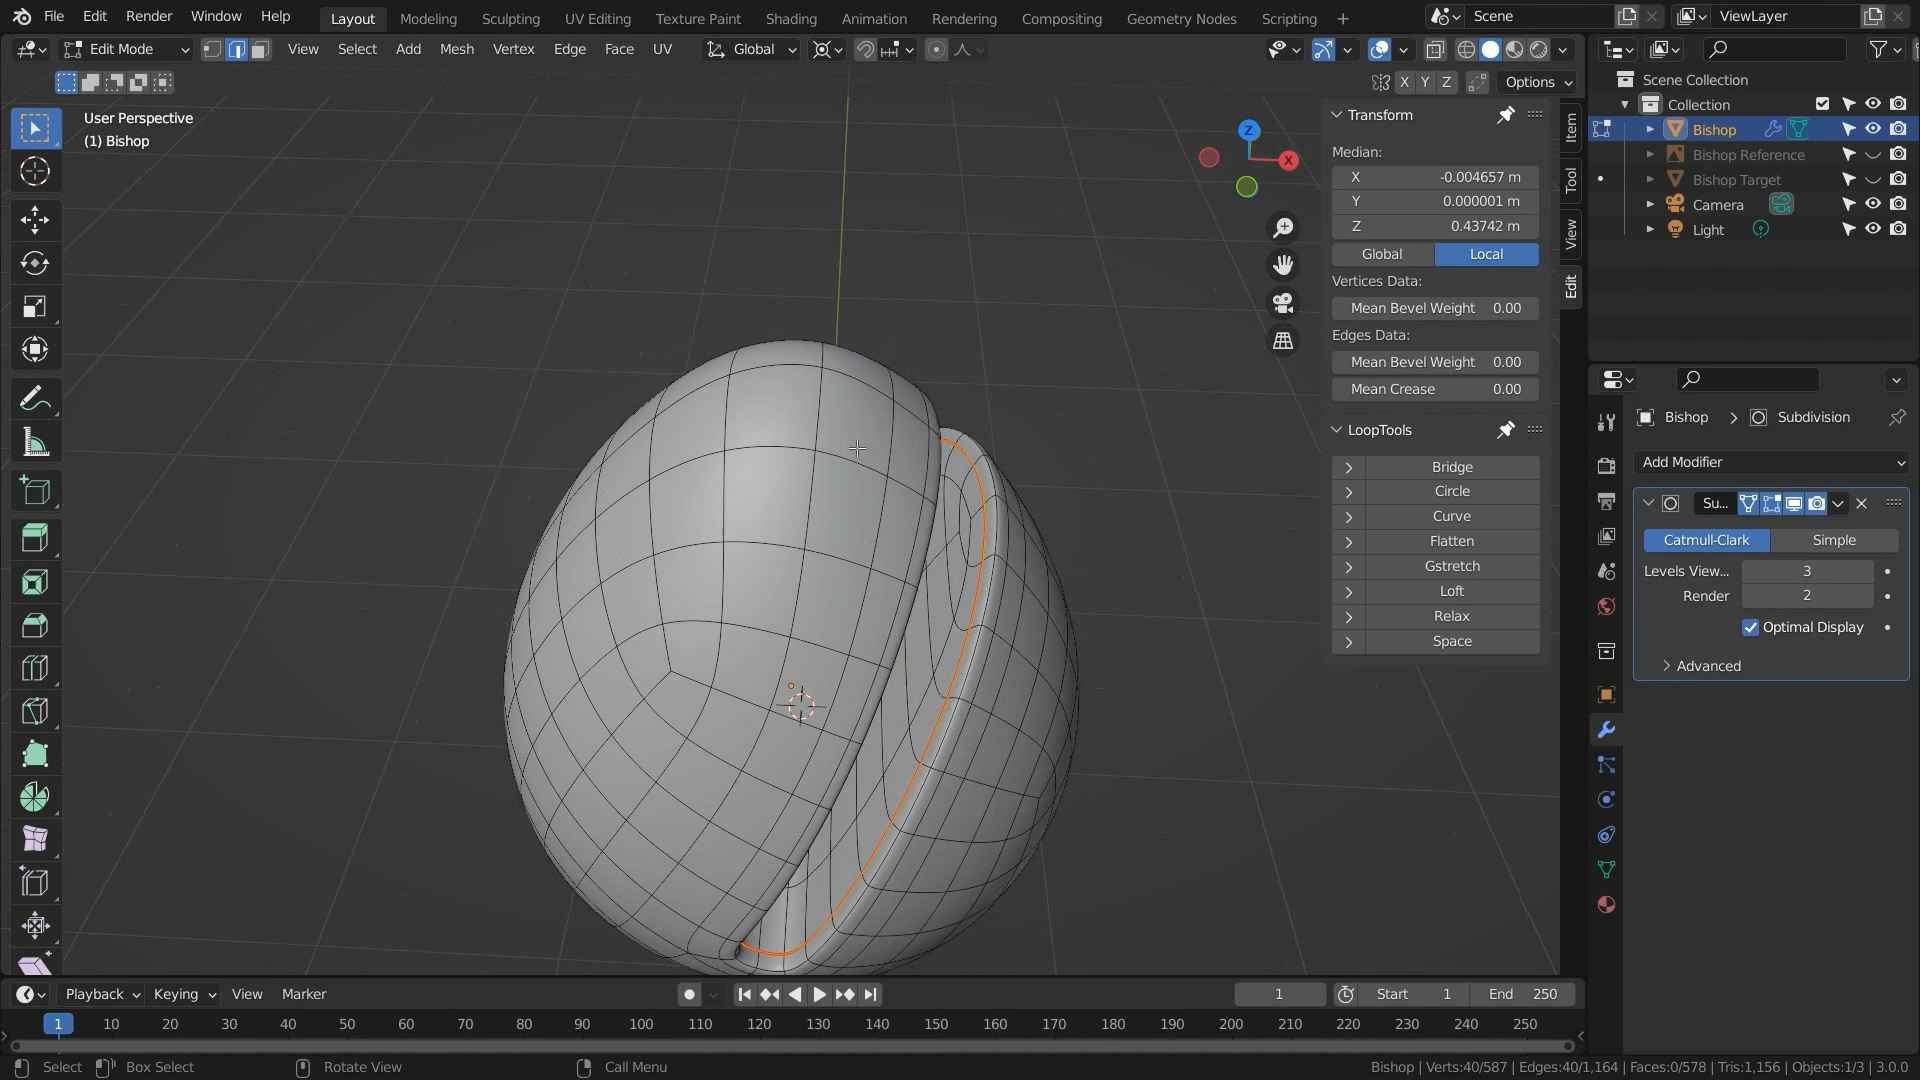 File Edit Render Window Help Layout Modeling Sculpting UV Editing Texture Paint Shading Animation Rendering Compositing Geometry Nodes Scripting + Scene ViewLayer
Edit Mode View Select Add Mesh Vertex Edge Face UV Global
X Y Z Options
User Perspective
(1) Bishop
Z
X
Transform
Median:
X -0.004657 m
Y 0.000001 m
Z 0.43742 m
Global Local
Vertices Data:
Mean Bevel Weight 0.00
Edges Data:
Mean Bevel Weight 0.00
Mean Crease 0.00
LoopTools
Bridge
Circle
Curve
Flatten
Gstretch
Loft
Relax
Space
Item
Tool
View
Edit
Scene Collection
Collection
Bishop
Bishop Reference
Bishop Target
Camera
Light
Bishop > Subdivision
Add Modifier
Su...
Catmull-Clark Simple
Levels View... 3
Render 2
Optimal Display
Advanced
Playback Keying View Marker 1 Start 1 End 250
1 10 20 30 40 50 60 70 80 90 100 110 120 130 140 150 160 170 180 190 200 210 220 230 240 250
Select Box Select Rotate View Call Menu Bishop | Verts:40/587 | Edges:40/1,164 | Faces:0/578 | Tris:1,156 | Objects:1/3 | 3.0.0